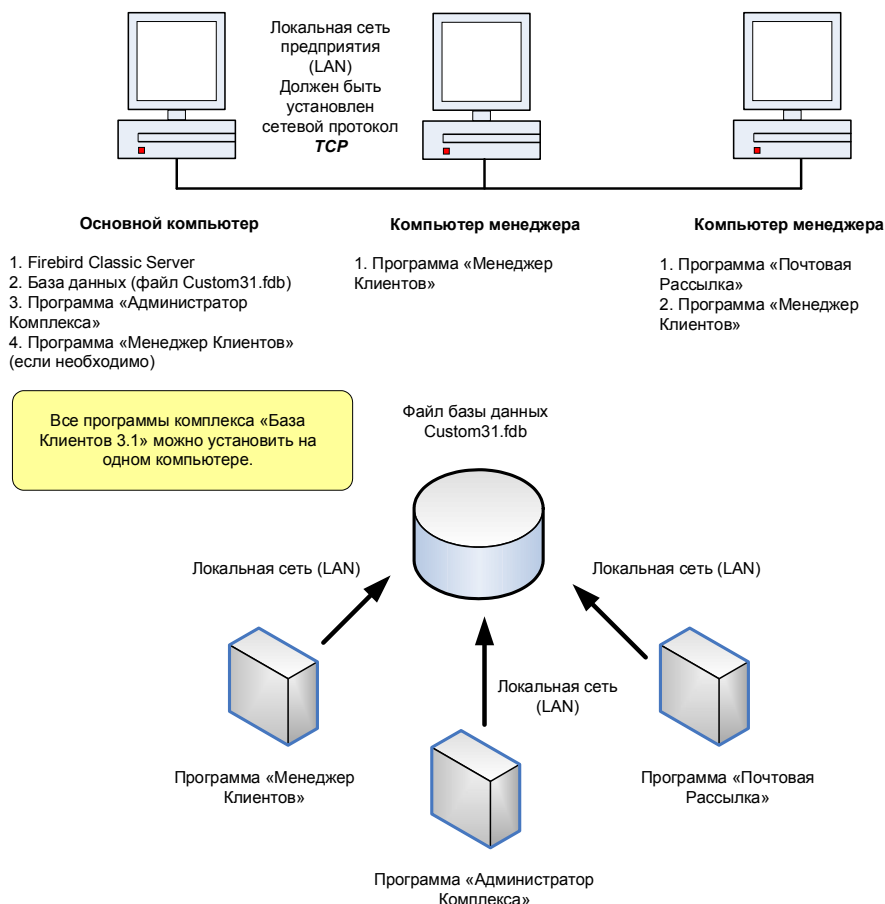 Локальная сеть
предприятия
(LAN)
Должен быть
установлен
сетевой протокол
TCP
Основной компьютер
1. Firebird Classic Server
2. База данных (файл Custom31.fdb)
3. Программа «Администратор
Комплекса»
4. Программа «Менеджер Клиентов»
(если необходимо)
Компьютер менеджера
1. Программа «Менеджер
Клиентов»
Компьютер менеджера
1. Программа «Почтовая
Рассылка»
2. Программа «Менеджер
Клиентов»
Все программы комплекса «База
Клиентов 3.1» можно установить на
одном компьютере.
Файл базы данных
Custom31.fdb
Локальная сеть (LAN)
Локальная сеть (LAN)
Локальная сеть
(LAN)
Программа «Менеджер
Клиентов»
Программа «Почтовая
Рассылка»
Программа «Администратор
Комплекса»